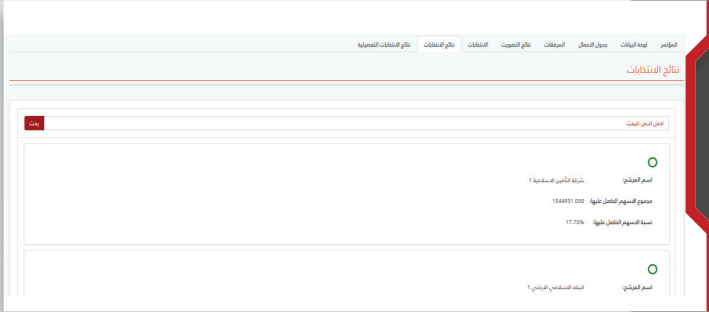 المؤتمر لوحة البيانات جدول الاعمال المرفقات نتائج التصويت الانتخابات نتائج الانتخابات نتائج الانتخابات التفصيلية
نتائج الانتخابات
ادخل النص للبحث بحث
اسم المرشح: شركة التأمين الاسلامية 1
مجموع الاسهم الحاصل عليها: 1544931.000
نسبة الاسهم الحاصل عليها: 17.70%
اسم المرشح: البنك الاسلامي الاردني 1